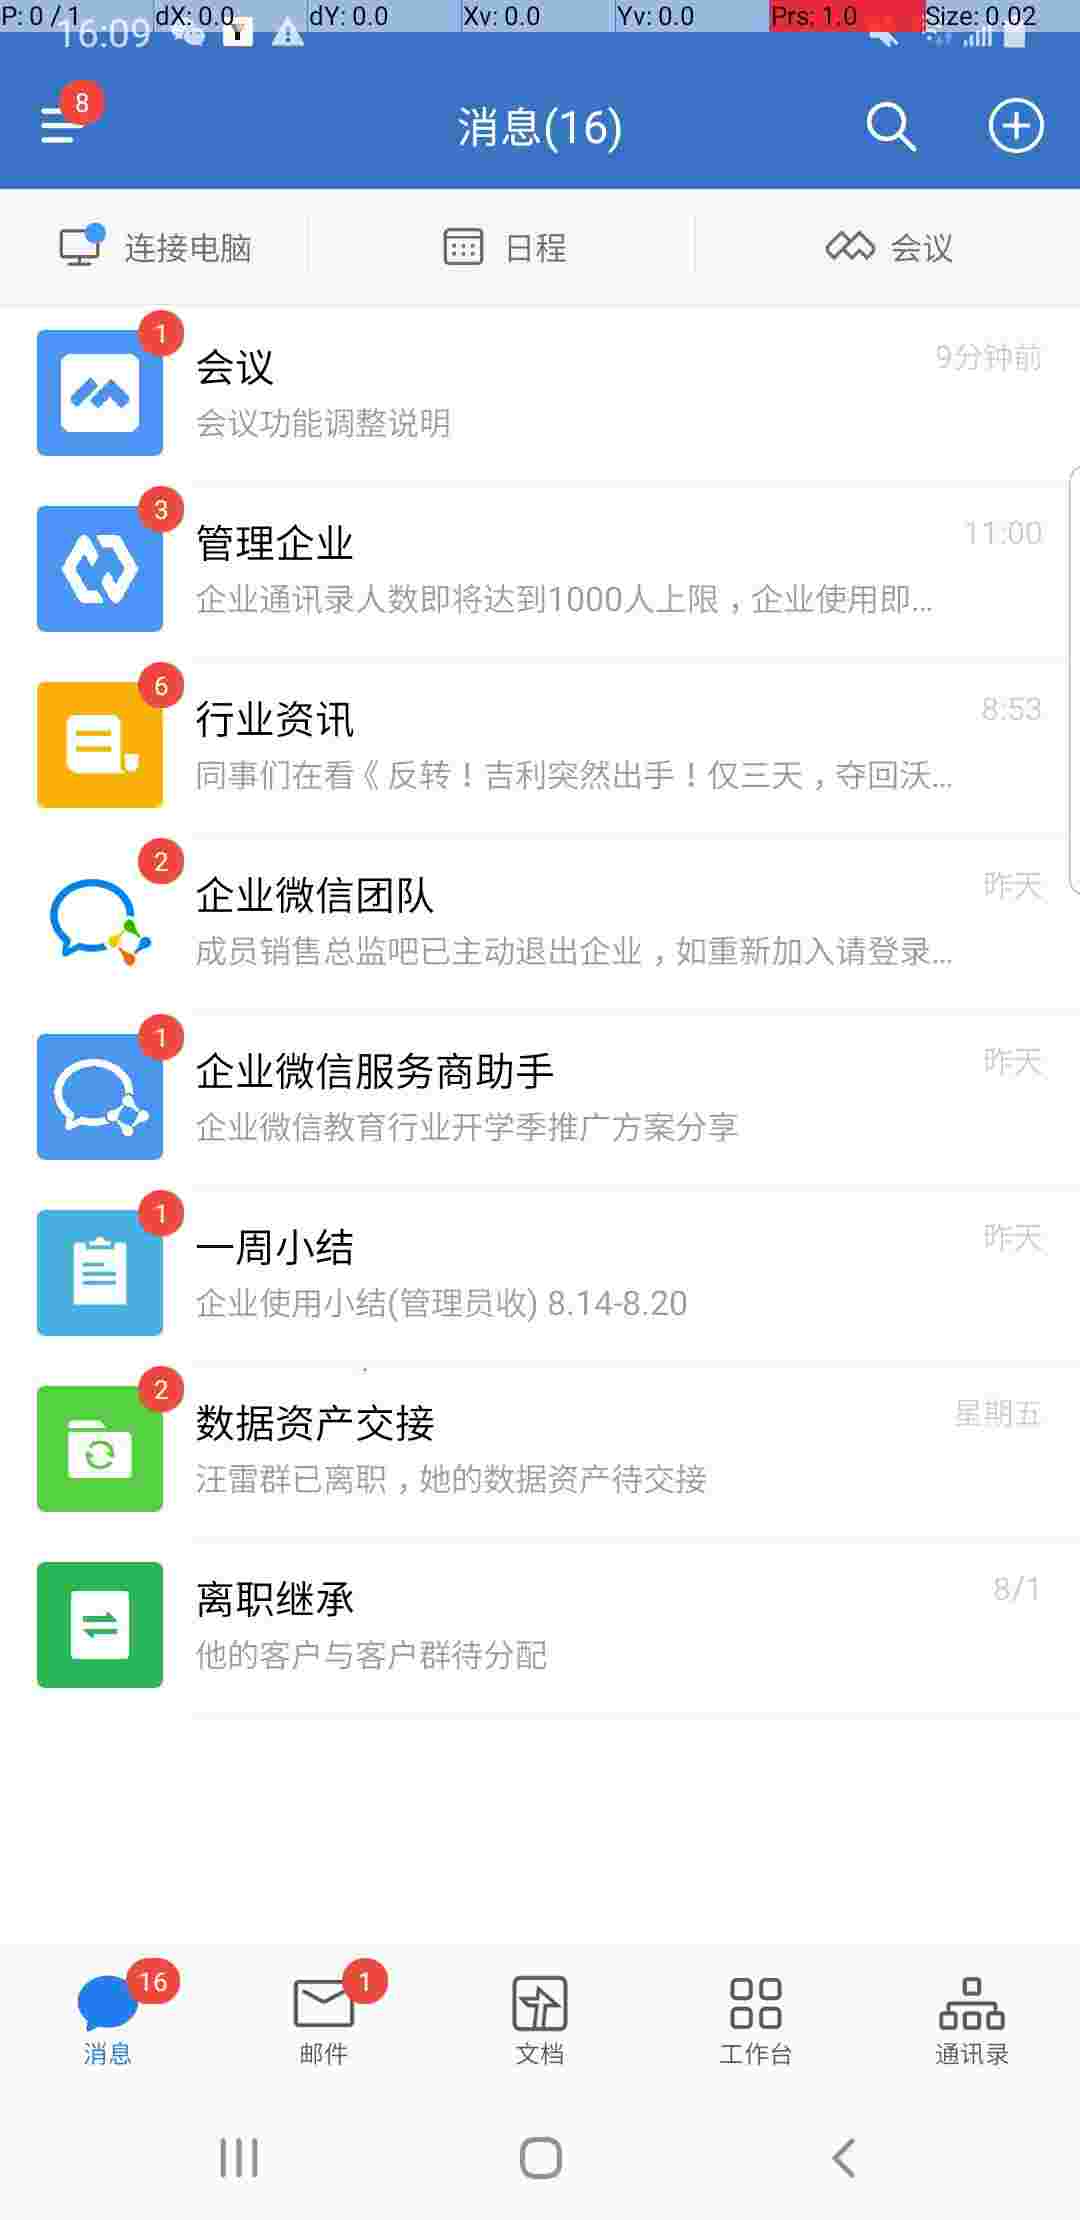 P: 0 / 1 dX: 0.0 dY: 0.0 Xv: 0.0 Yv: 0.0 Prs: 1.0 Size: 0.02
16:09
8
消息(16)
连接电脑 日程 会议
1
会议 9分钟前
会议功能调整说明
3
管理企业 11:00
企业通讯录人数即将达到1000人上限，企业使用即...
6
行业资讯 8:53
同事们在看《反转！吉利突然出手！仅三天，夺回沃...
2
企业微信团队 昨天
成员销售总监吧已主动退出企业，如重新加入请登录...
1
企业微信服务商助手 昨天
企业微信教育行业开学季推广方案分享
1
一周小结 昨天
企业使用小结(管理员收) 8.14-8.20
2
数据资产交接 星期五
汪雷群已离职，她的数据资产待交接
离职继承 8/1
他的客户与客户群待分配
16 1
消息 邮件 文档 工作台 通讯录